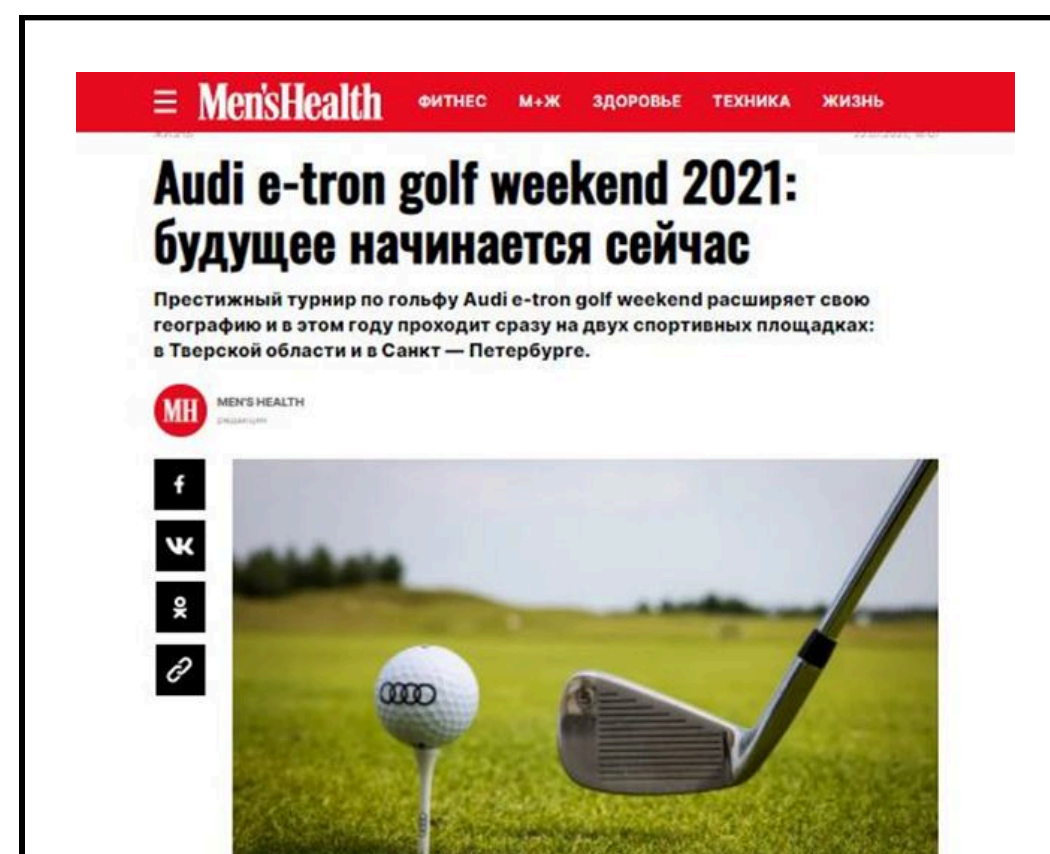 Men'sHealth ФИТНЕС М+Ж ЗДОРОВЬЕ ТЕХНИКА ЖИЗНЬ
Audi e-tron golf weekend 2021:
будущее начинается сейчас
Престижный турнир по гольфу Audi e-tron golf weekend расширяет свою
географию и в этом году проходит сразу на двух спортивных площадках:
в Тверской области и в Санкт — Петербурге.
MH
MEN'S HEALTH
редакция